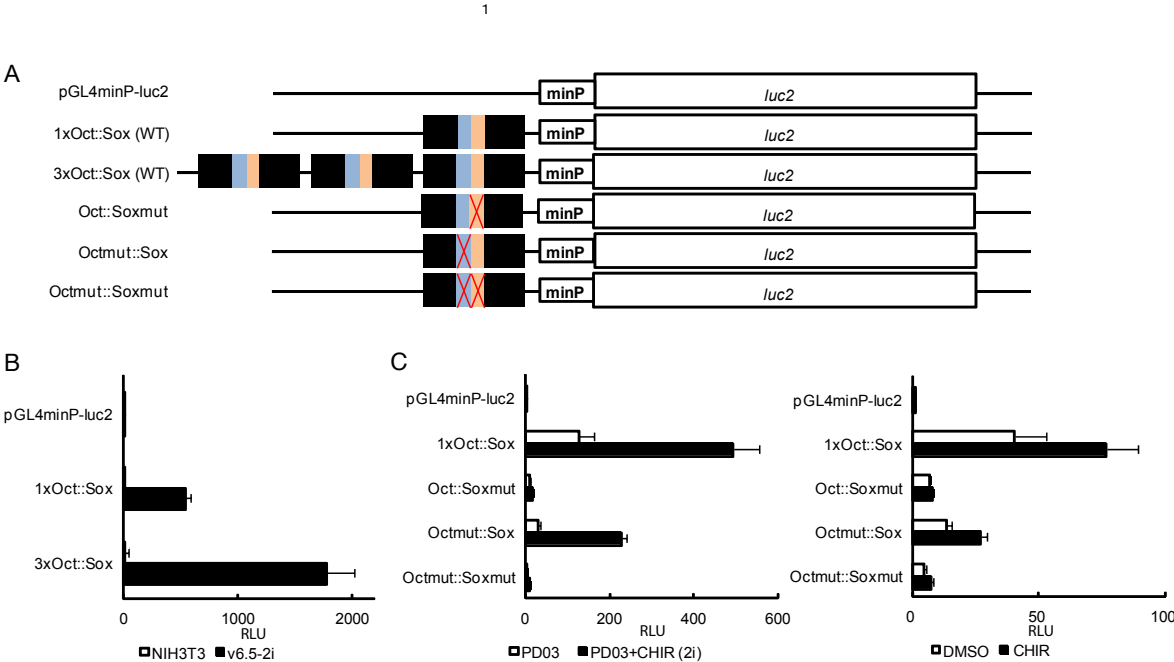 1
A
pGL4minP-luc2
minP
luc2
1xOct::Sox (WT)
minP
luc2
3xOct::Sox (WT)
minP
luc2
Oct::Soxmut
minP
luc2
Octmut::Sox
minP
luc2
Octmut::Soxmut
minP
luc2
B
pGL4minP-luc2
1xOct::Sox
3xOct::Sox
0 1000 2000
RLU
NIH3T3 v6.5-2i
C
pGL4minP-luc2
1xOct::Sox
Oct::Soxmut
Octmut::Sox
Octmut::Soxmut
0 200 400 600
RLU
PD03 PD03+CHIR (2i)
pGL4minP-luc2
1xOct::Sox
Oct::Soxmut
Octmut::Sox
Octmut::Soxmut
0 50 100
RLU
DMSO CHIR